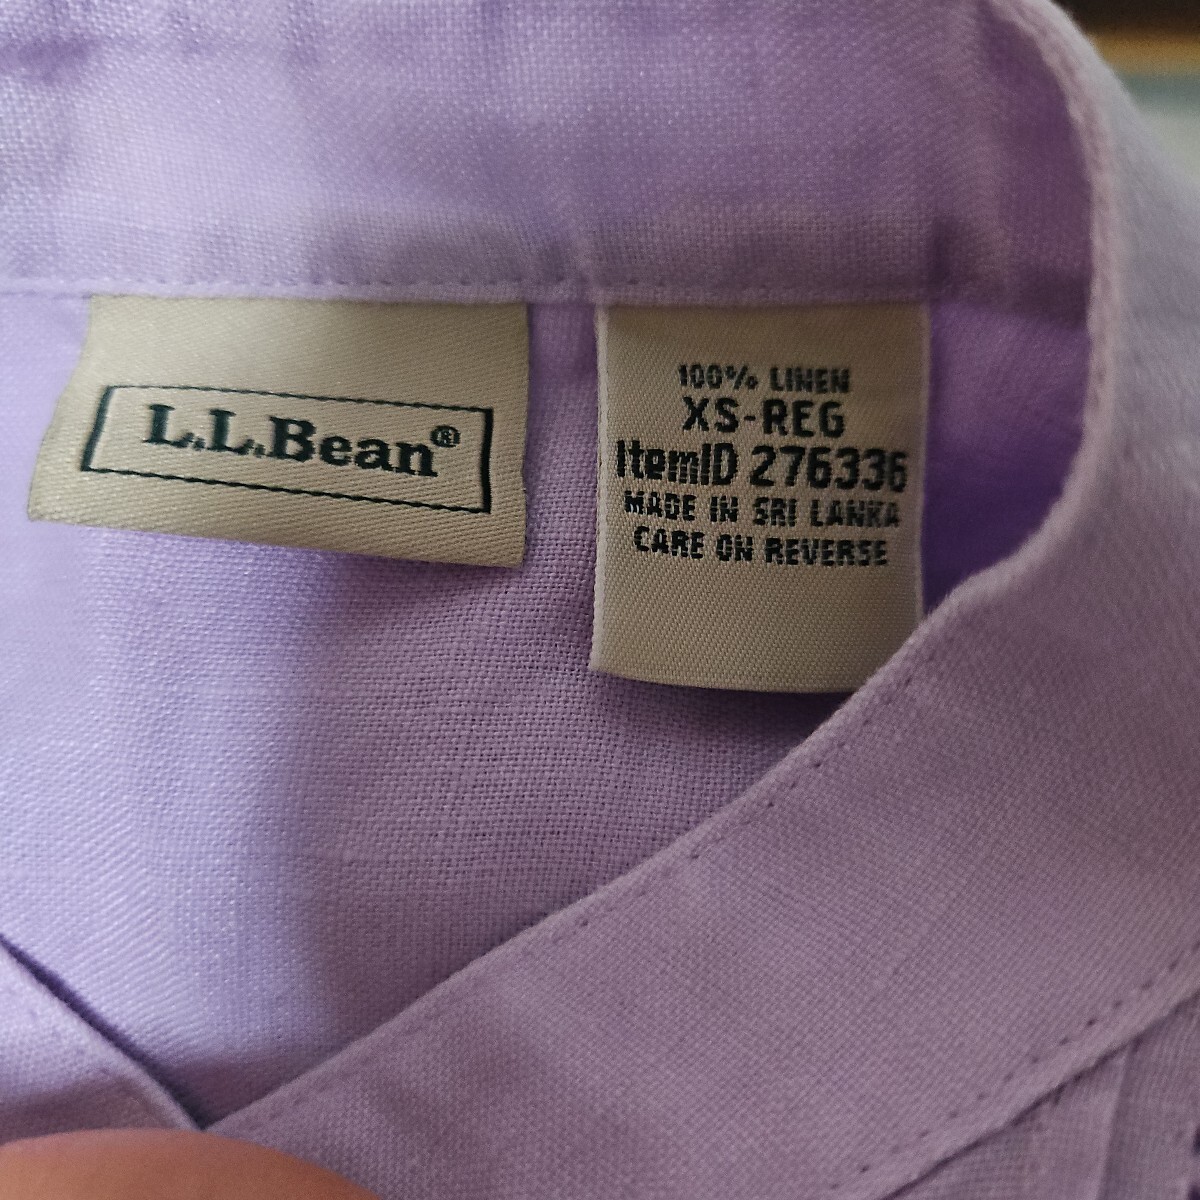 L.L.Bean®
100% LINEN
XS-REG
ItemID 276336
MADE IN SRI LANKA
CARE ON REVERSE